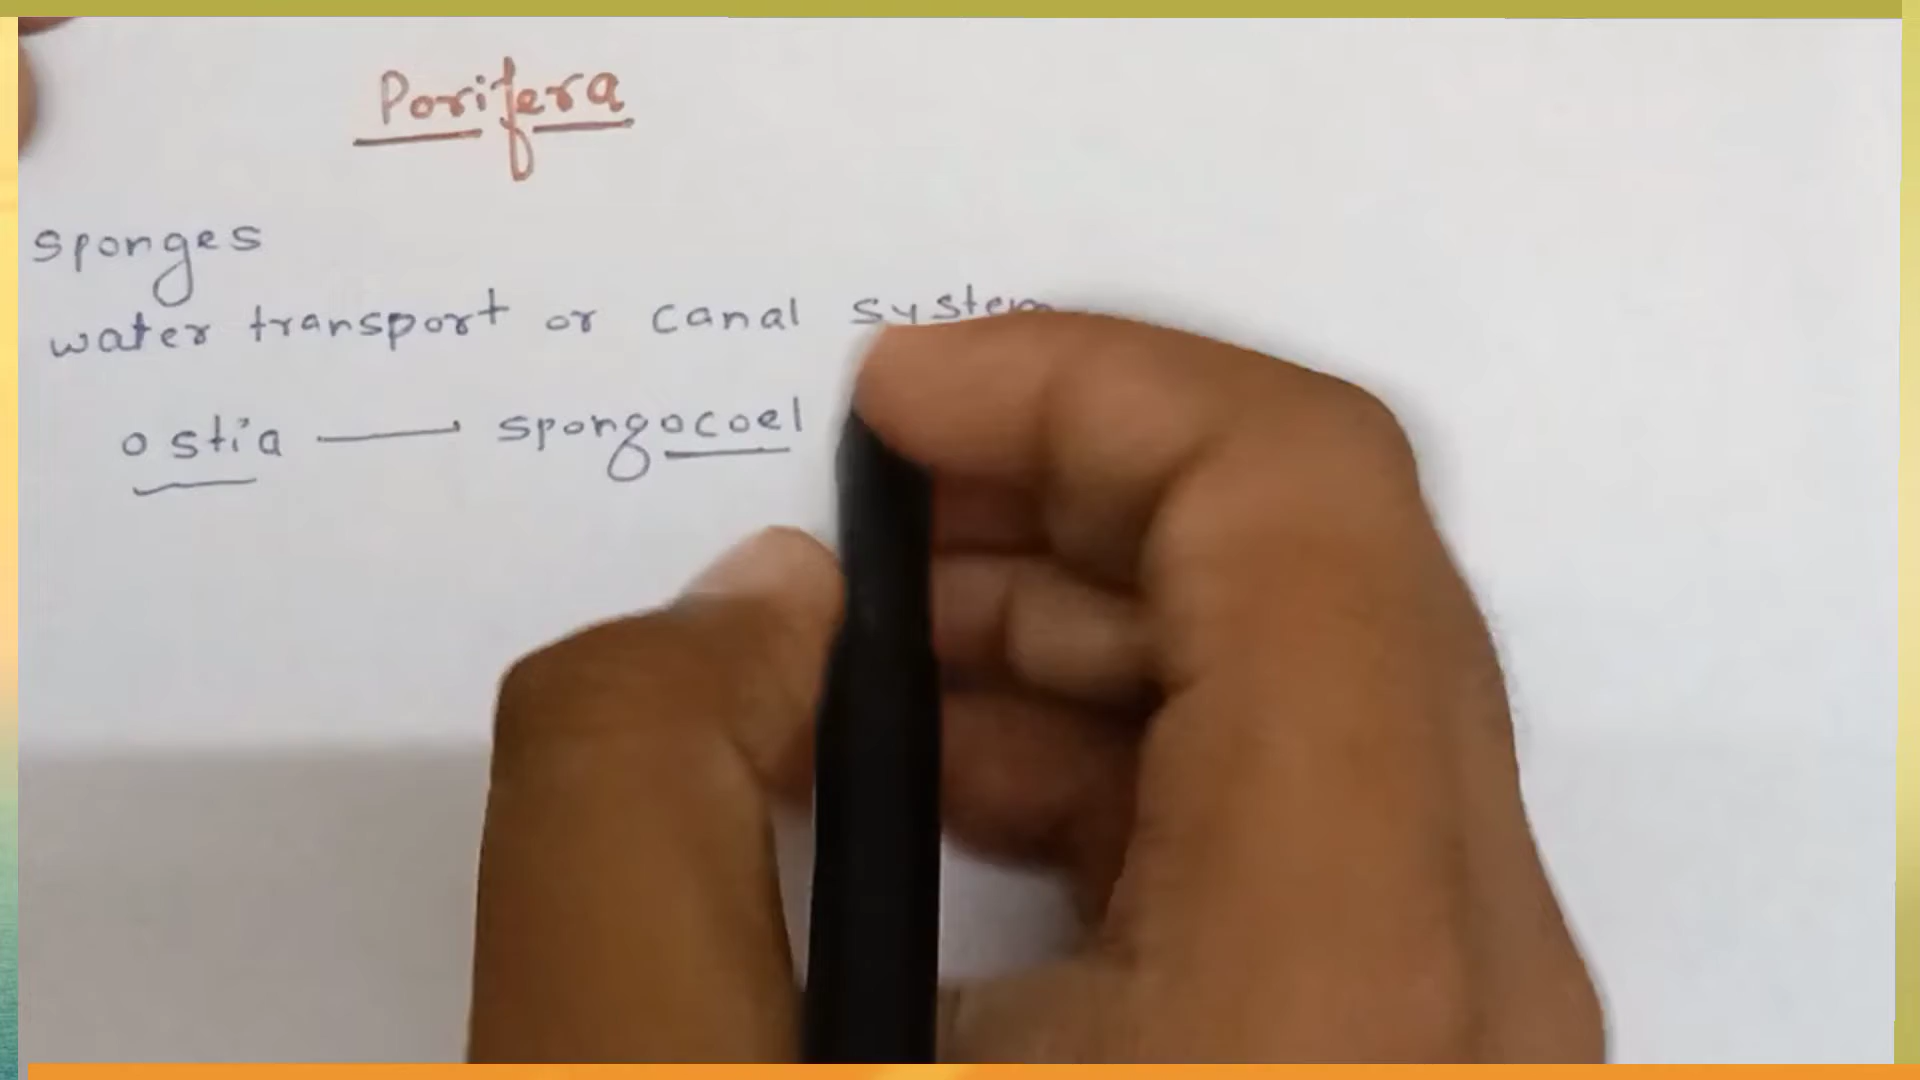 Porifera
sponges
water transport or canal system
ostia — spongocoel